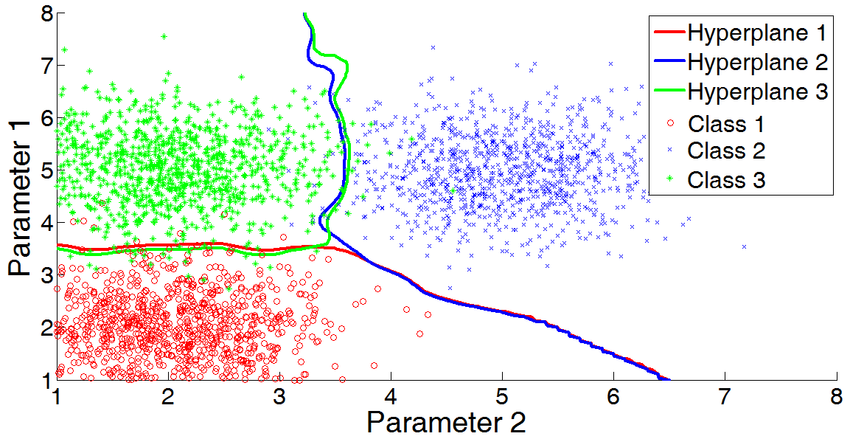 8
7
6
5
4
3
2
1
Parameter 1
1 2 3 4 5 6 7 8
Parameter 2
Hyperplane 1
Hyperplane 2
Hyperplane 3
Class 1
Class 2
Class 3